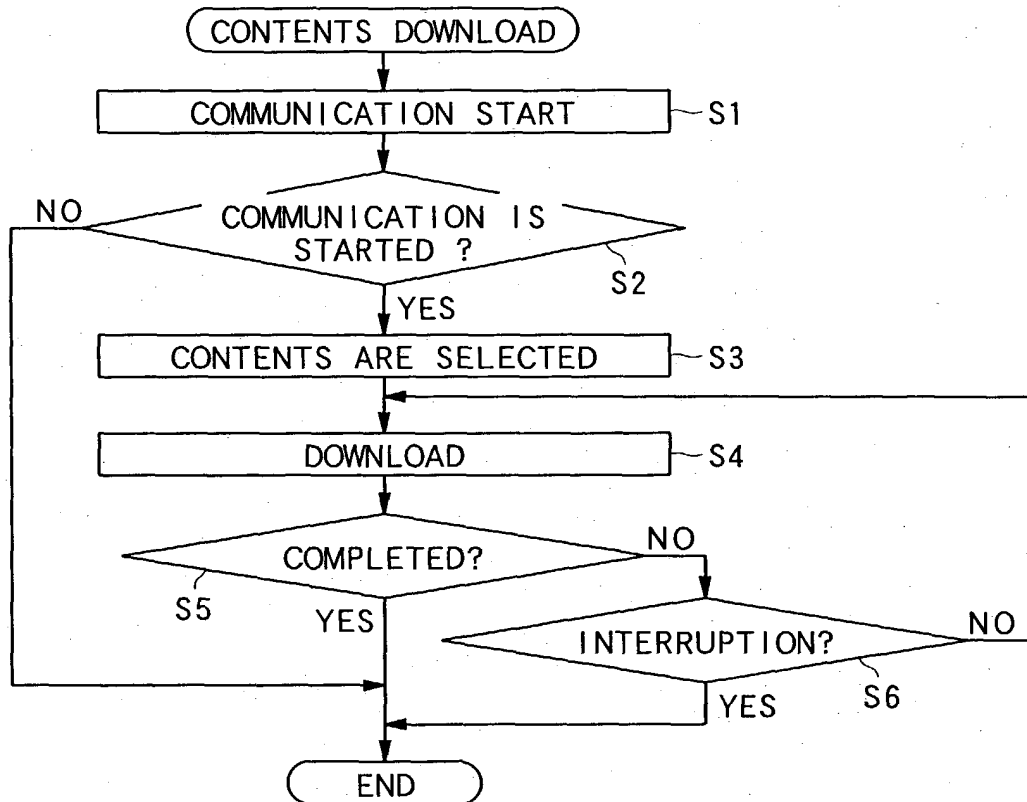 CONTENTS DOWNLOAD
COMMUNICATION START
S1
NO
COMMUNICATION IS
STARTED ?
S2
YES
CONTENTS ARE SELECTED
S3
DOWNLOAD
S4
COMPLETED?
NO
S5
YES
INTERRUPTION?
NO
S6
YES
END